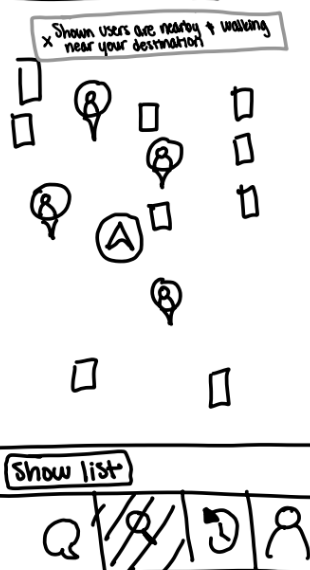 x Shown users are nearby + walking
near your destination
Show list